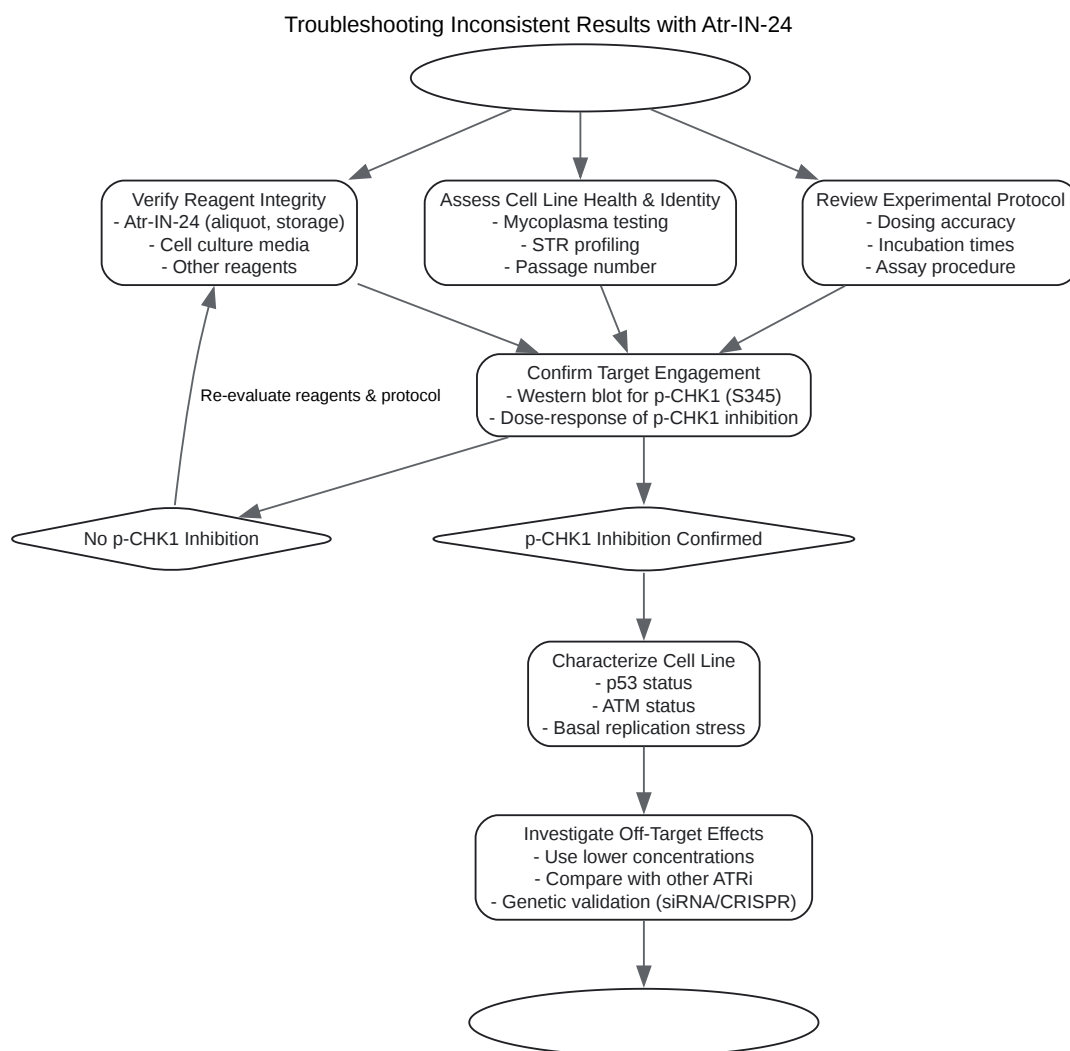 Troubleshooting Inconsistent Results with Atr-IN-24
Verify Reagent Integrity
- Atr-IN-24 (aliquot, storage)
- Cell culture media
- Other reagents
Assess Cell Line Health & Identity
- Mycoplasma testing
- STR profiling
- Passage number
Review Experimental Protocol
- Dosing accuracy
- Incubation times
- Assay procedure
Confirm Target Engagement
- Western blot for p-CHK1 (S345)
- Dose-response of p-CHK1 inhibition
Re-evaluate reagents & protocol
No p-CHK1 Inhibition
p-CHK1 Inhibition Confirmed
Characterize Cell Line
- p53 status
- ATM status
- Basal replication stress
Investigate Off-Target Effects
- Use lower concentrations
- Compare with other ATRi
- Genetic validation (siRNA/CRISPR)